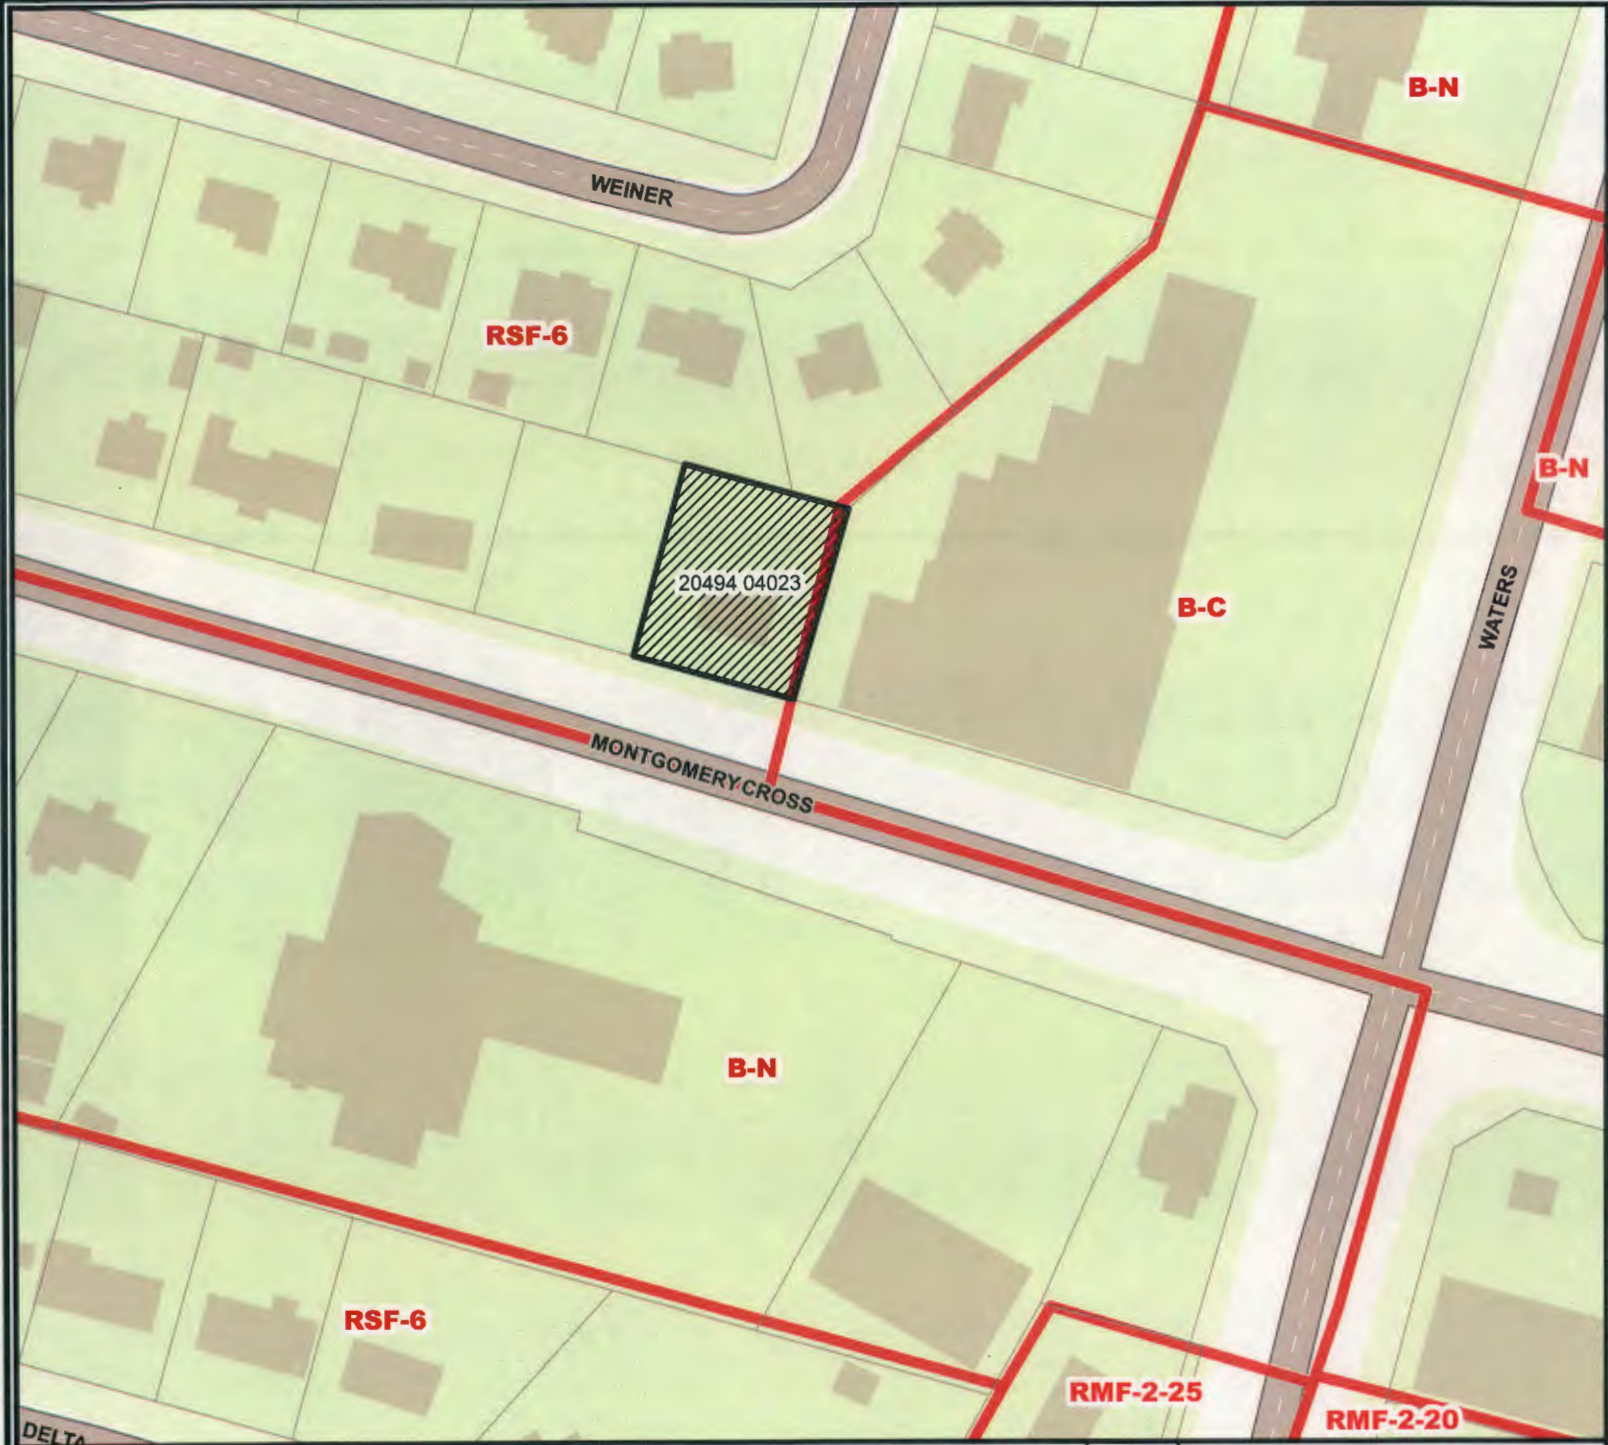 B-N
WEINER
RSF-6
B-N
20494 04023
B-C
WATERS
MONTGOMERY CROSS
B-N
RSF-6
RMF-2-25
RMF-2-20
DELTA